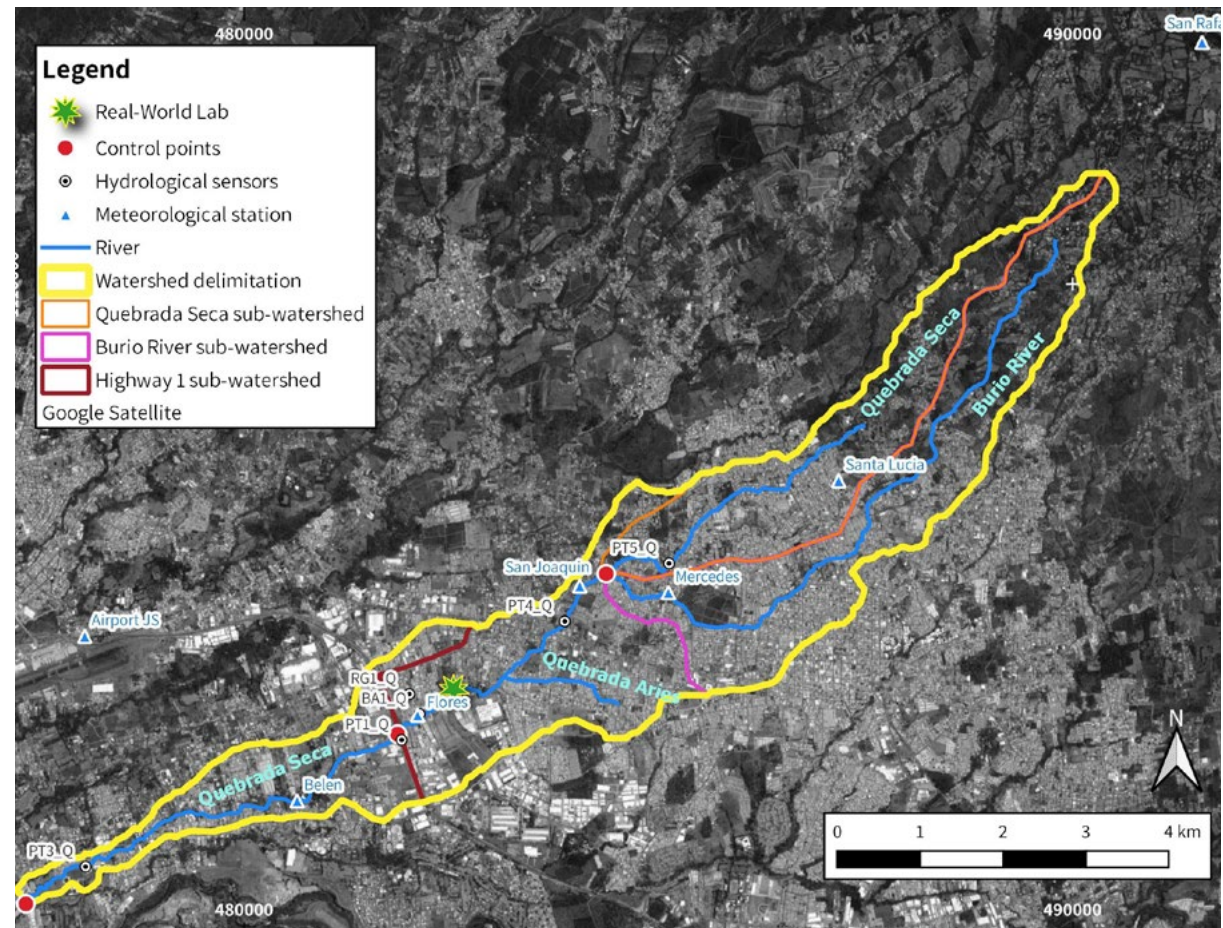 480000
490000
San Rafa
Legend
Real-World Lab
Control points
Hydrological sensors
Meteorological station
River
Watershed delimitation
Quebrada Seca sub-watershed
Burio River sub-watershed
Highway 1 sub-watershed
Google Satellite
Quebrada Seca
Burio River
Santa Lucia
PT5_Q
San Joaquin
Mercedes
PT4_Q
Airport JS
Quebrada Aries
RG1_Q
BA1_Q
Flores
PT1_Q
Quebrada Seca
Belen
N
0 1 2 3 4 km
PT3_Q
480000
490000